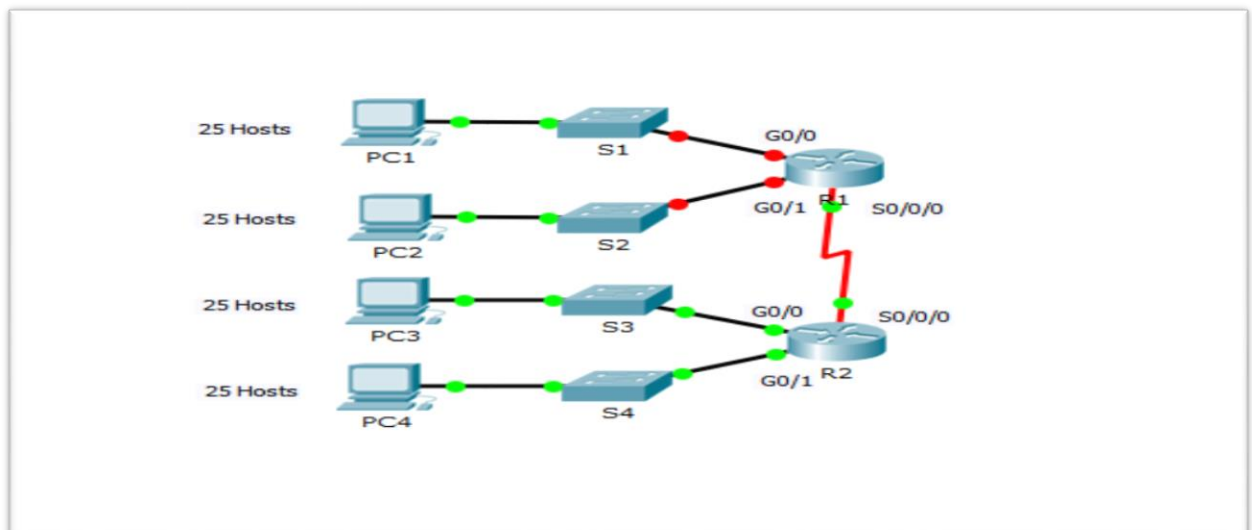 25 Hosts
PC1
S1
G0/0
R1
25 Hosts
PC2
S2
G0/1
S0/0/0
25 Hosts
PC3
S3
G0/0
S0/0/0
25 Hosts
PC4
S4
G0/1
R2